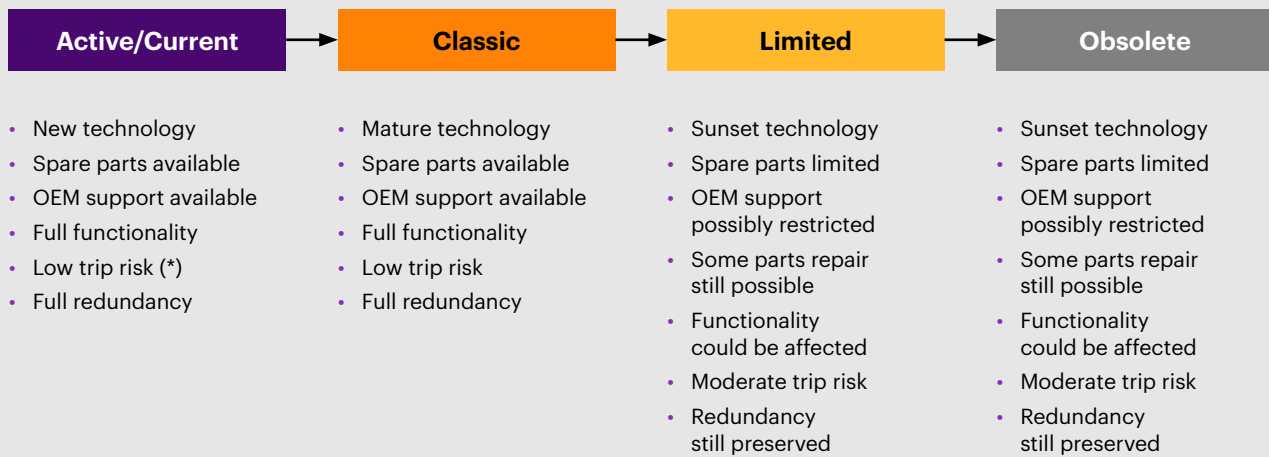 Active/Current
Classic
Limited
Obsolete
• New technology
• Spare parts available
• OEM support available
• Full functionality
• Low trip risk (*)
• Full redundancy
• Mature technology
• Spare parts available
• OEM support available
• Full functionality
• Low trip risk
• Full redundancy
• Sunset technology
• Spare parts limited
• OEM support
possibly restricted
• Some parts repair
still possible
• Functionality
could be affected
• Moderate trip risk
• Redundancy
still preserved
• Sunset technology
• Spare parts limited
• OEM support
possibly restricted
• Some parts repair
still possible
• Functionality
could be affected
• Moderate trip risk
• Redundancy
still preserved